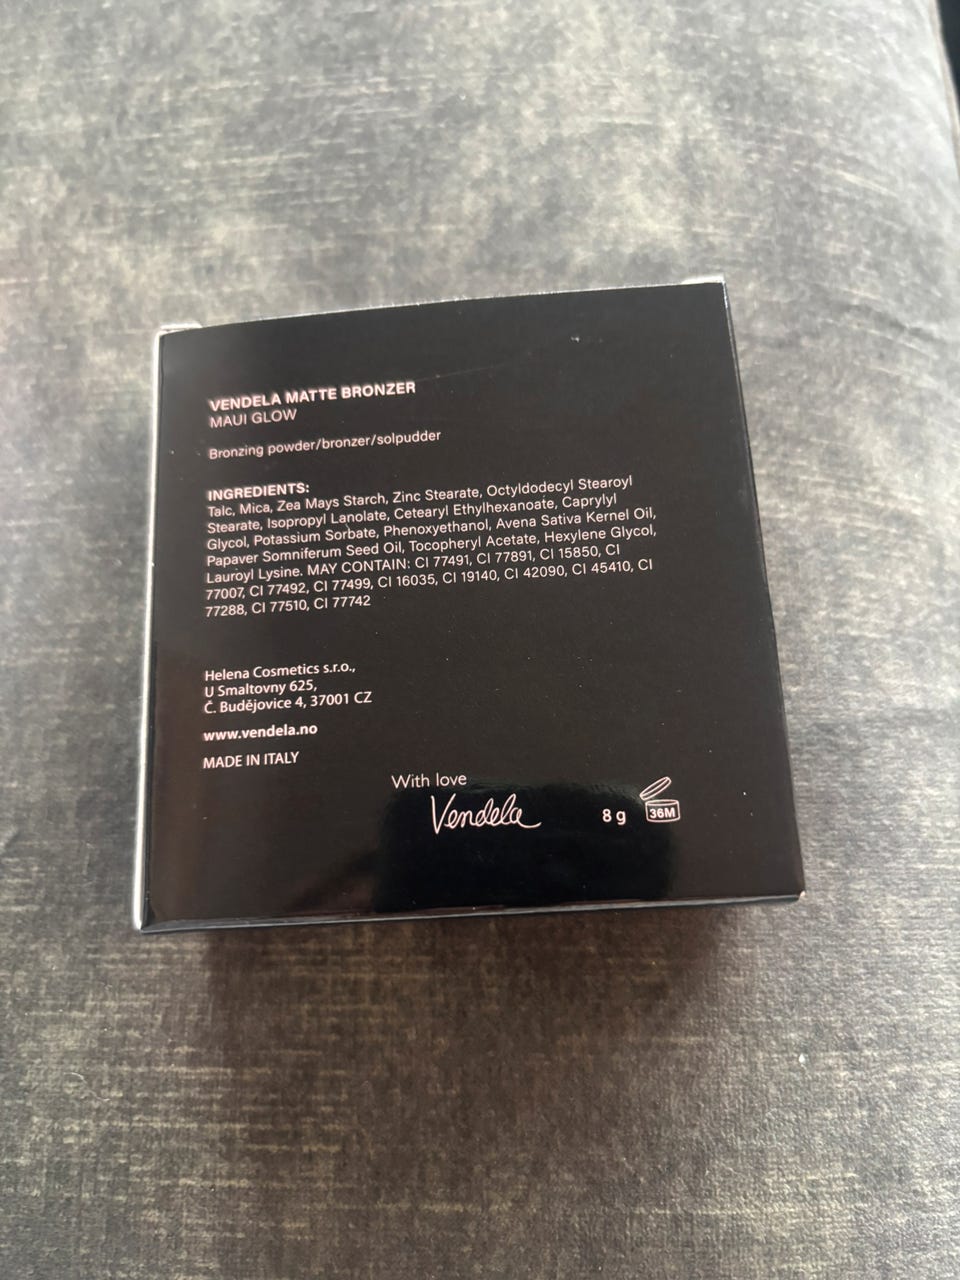 VENDELA MATTE BRONZER
MAUI GLOW
Bronzing powder/bronzer/solpudder
INGREDIENTS:
Talc, Mica, Zea Mays Starch, Zinc Stearate, Octyldodecyl Stearoyl
Stearate, Isopropyl Lanolate, Cetearyl Ethylhexanoate, Caprylyl
Glycol, Potassium Sorbate, Phenoxyethanol, Avena Sativa Kernel Oil,
Papaver Somniferum Seed Oil, Tocopheryl Acetate, Hexylene Glycol,
Lauroyl Lysine. MAY CONTAIN: CI 77491, CI 77891, CI 15850, CI
77007, CI 77492, CI 77499, CI 16035, CI 19140, CI 42090, CI 45410, CI
77288, CI 77510, CI 77742
Helena Cosmetics s.r.o.,
U Smaltovny 625,
Č. Budějovice 4, 37001 CZ
www.vendela.no
MADE IN ITALY
With love
Vendela
8 g
36M